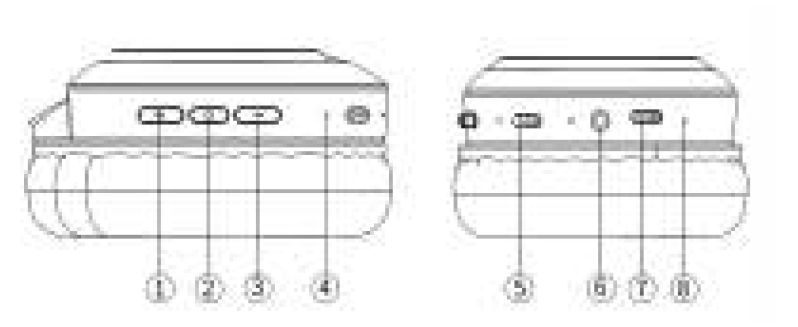 ① ② ③ ④ ⑤ ⑥ ⑦ ⑧